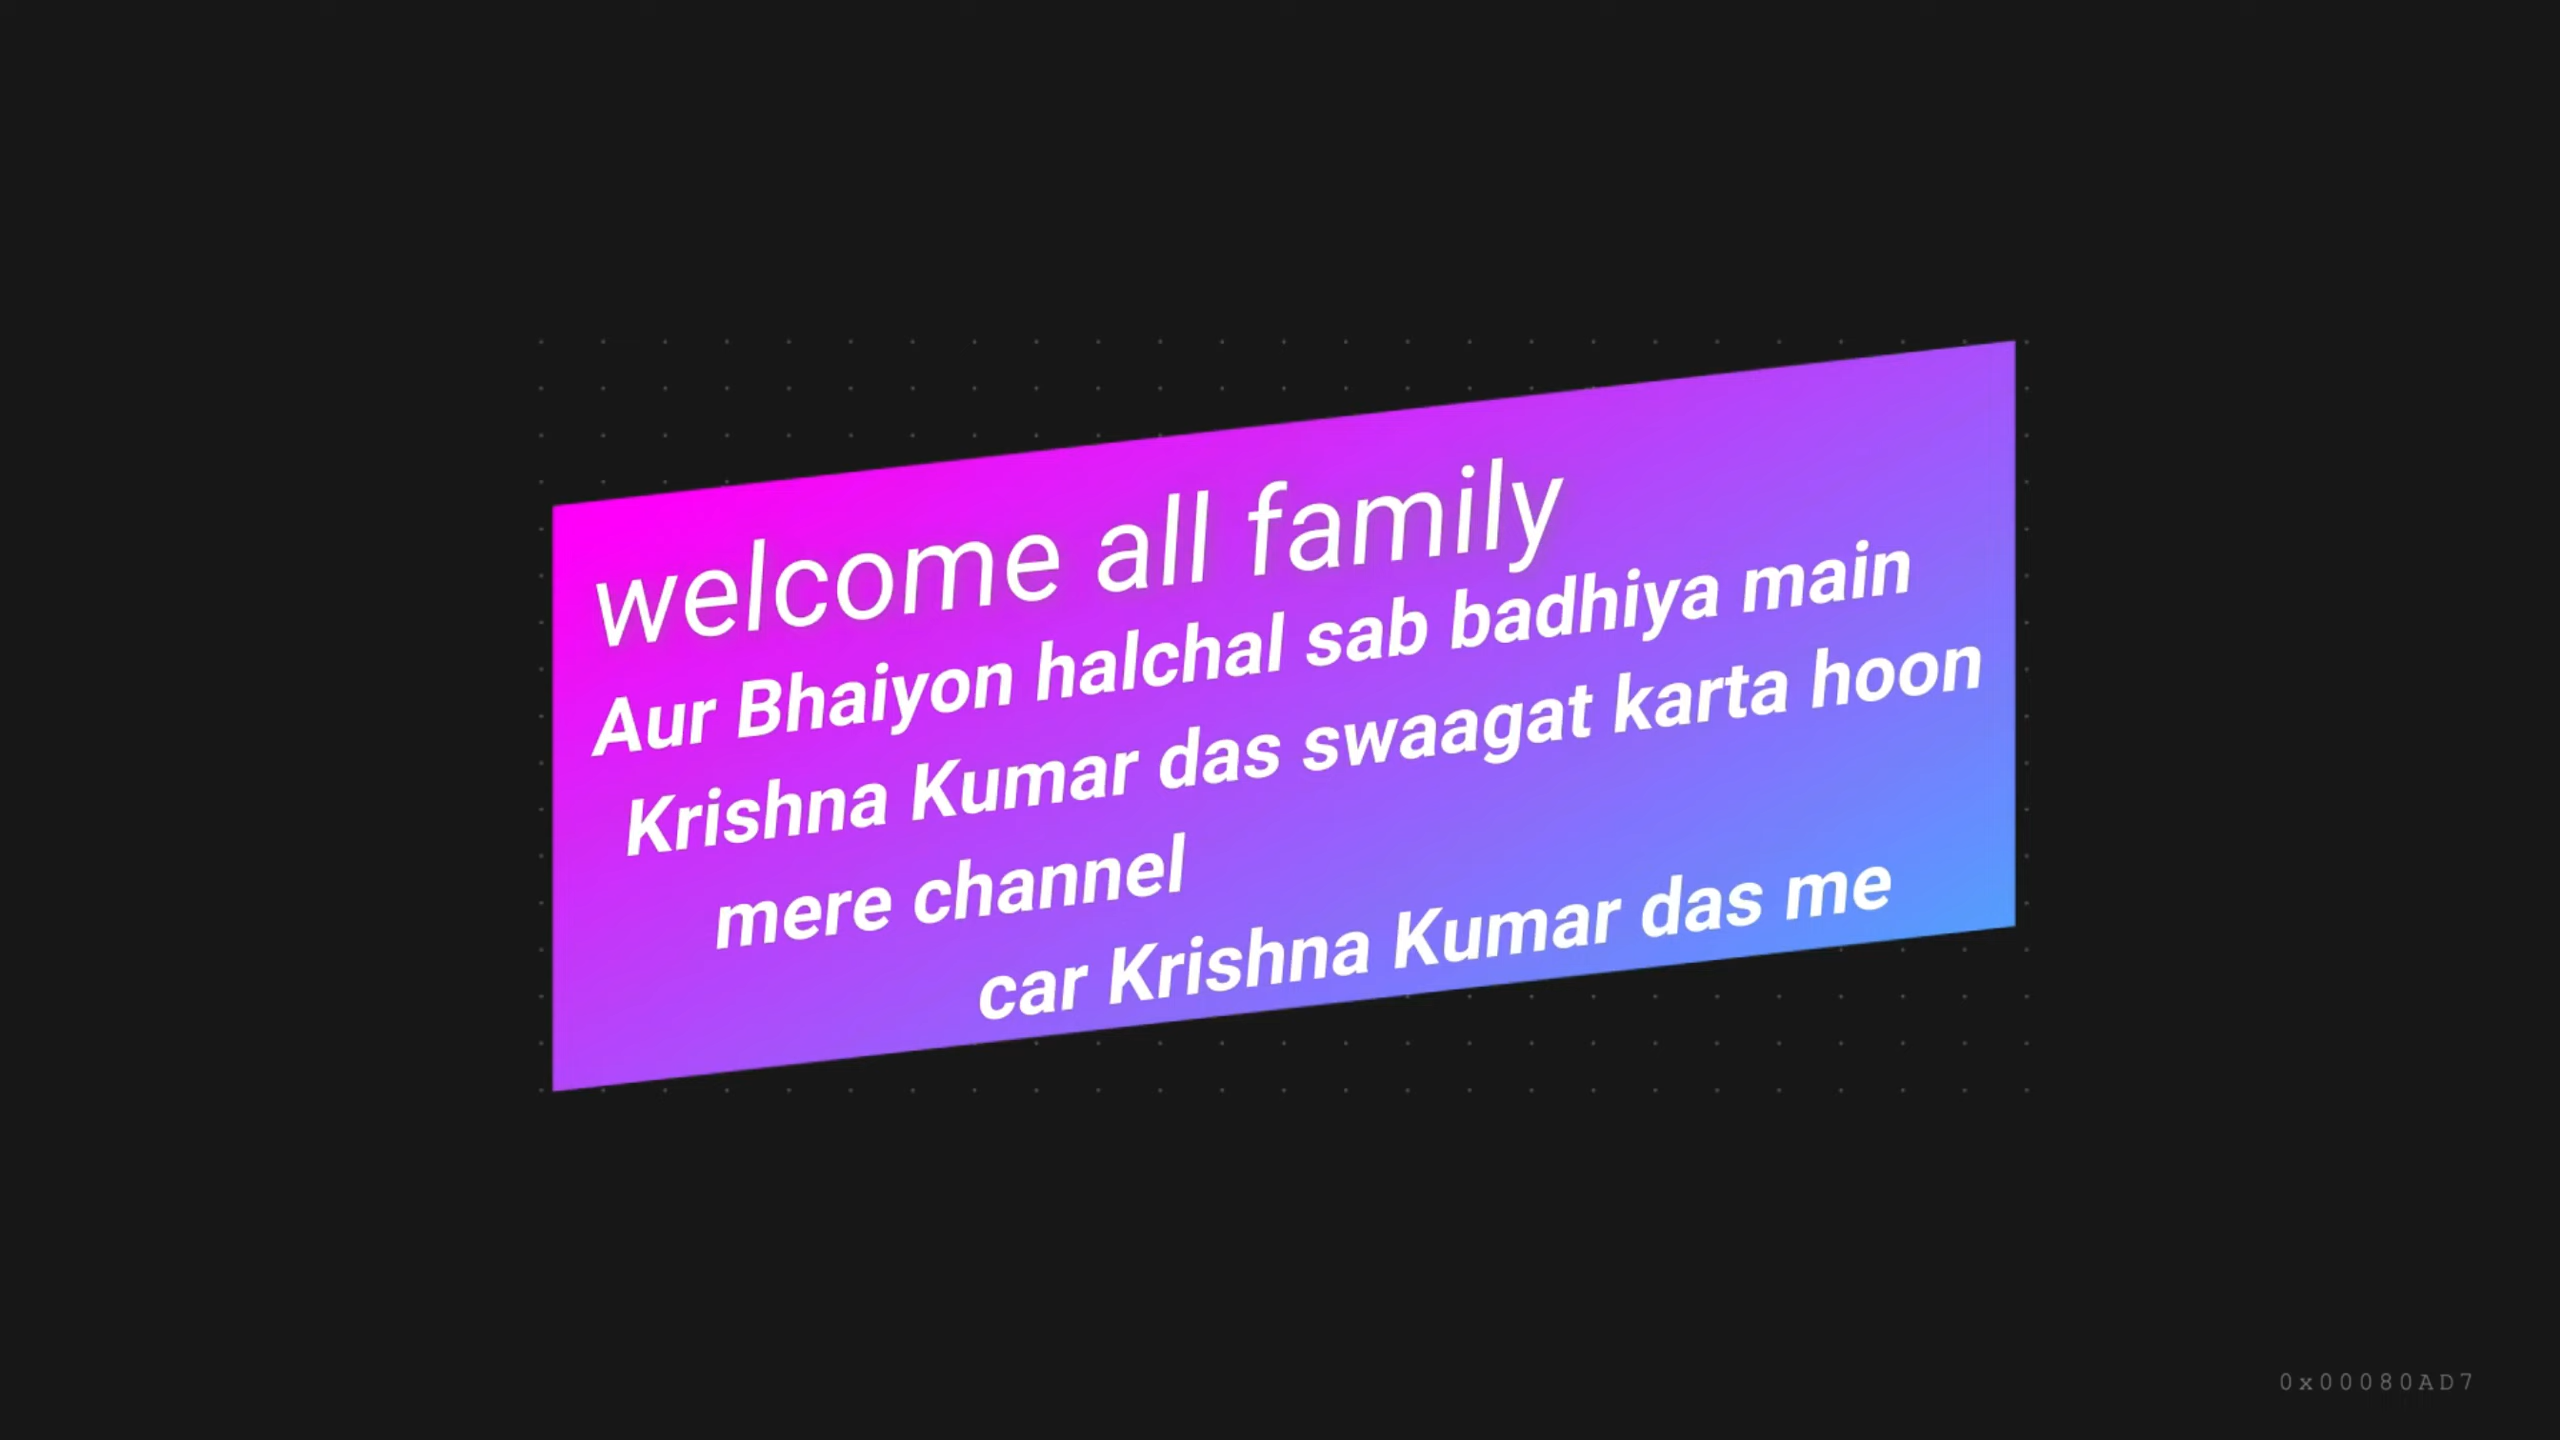 welcome all family
Aur Bhaiyon halchal sab badhiya main
Krishna Kumar das swaagat karta hoon
mere channel
car Krishna Kumar das me
0x00080AD7